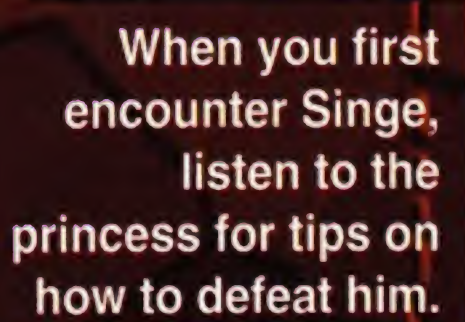 When you first
encounter Singe,
listen to the
princess for tips on
how to defeat him.